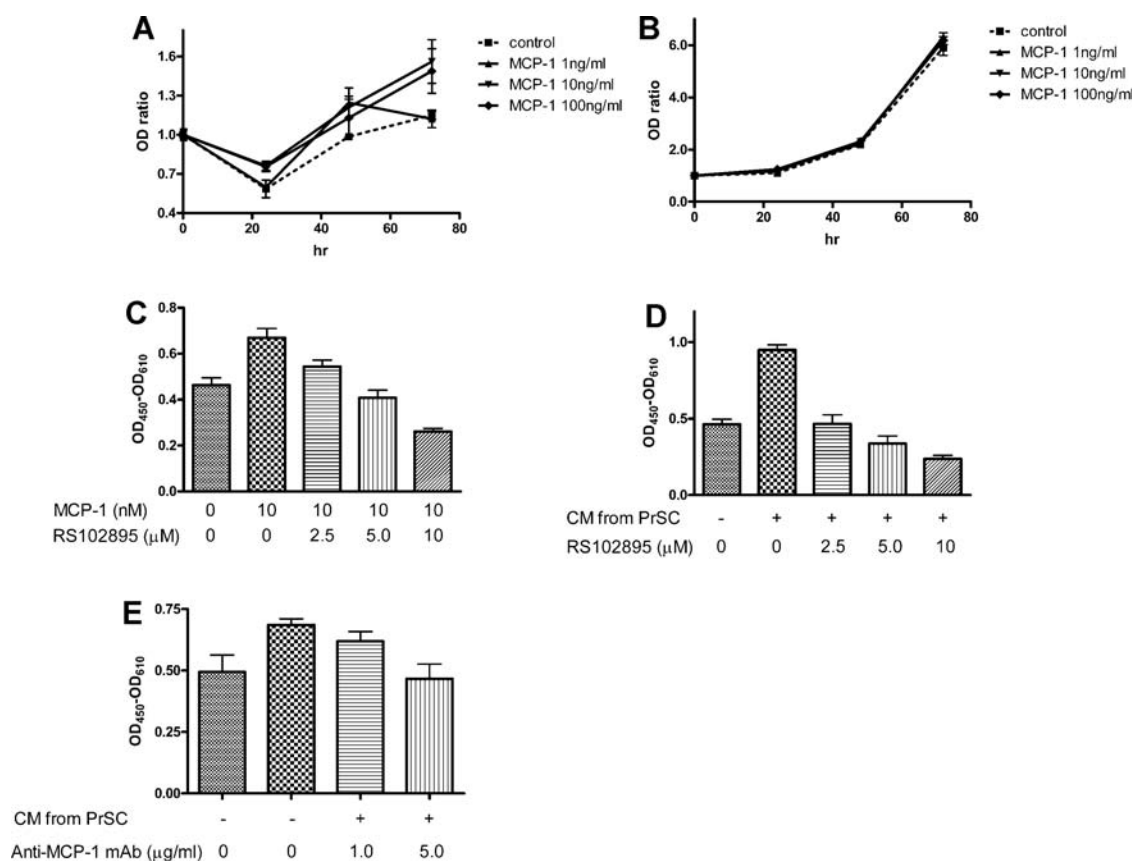 A
control
MCP-1 1ng/ml
MCP-1 10ng/ml
MCP-1 100ng/ml
OD ratio
1.6
1.3
1.0
0.7
0.4
0 20 40 60 80
hr
B
control
MCP-1 1ng/ml
MCP-1 10ng/ml
MCP-1 100ng/ml
OD ratio
6.0
4.0
2.0
0.0
0 20 40 60 80
hr
C
OD450-OD610
0.8
0.6
0.4
0.2
0.0
MCP-1 (nM) 0 10 10 10 10
RS102895 (μM) 0 0 2.5 5.0 10
D
OD450-OD610
1.0
0.5
0.0
CM from PrSC - + + + +
RS102895 (μM) 0 0 2.5 5.0 10
E
OD450-OD610
0.75
0.50
0.25
0.00
CM from PrSC - - + +
Anti-MCP-1 mAb (μg/ml) 0 0 1.0 5.0